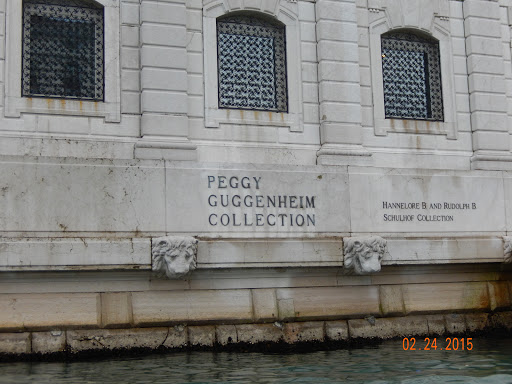 PEGGY
GUGGENHEIM
COLLECTION
HANNELORE B. AND RUDOLPH B.
SCHULHOF COLLECTION
02.24.2015